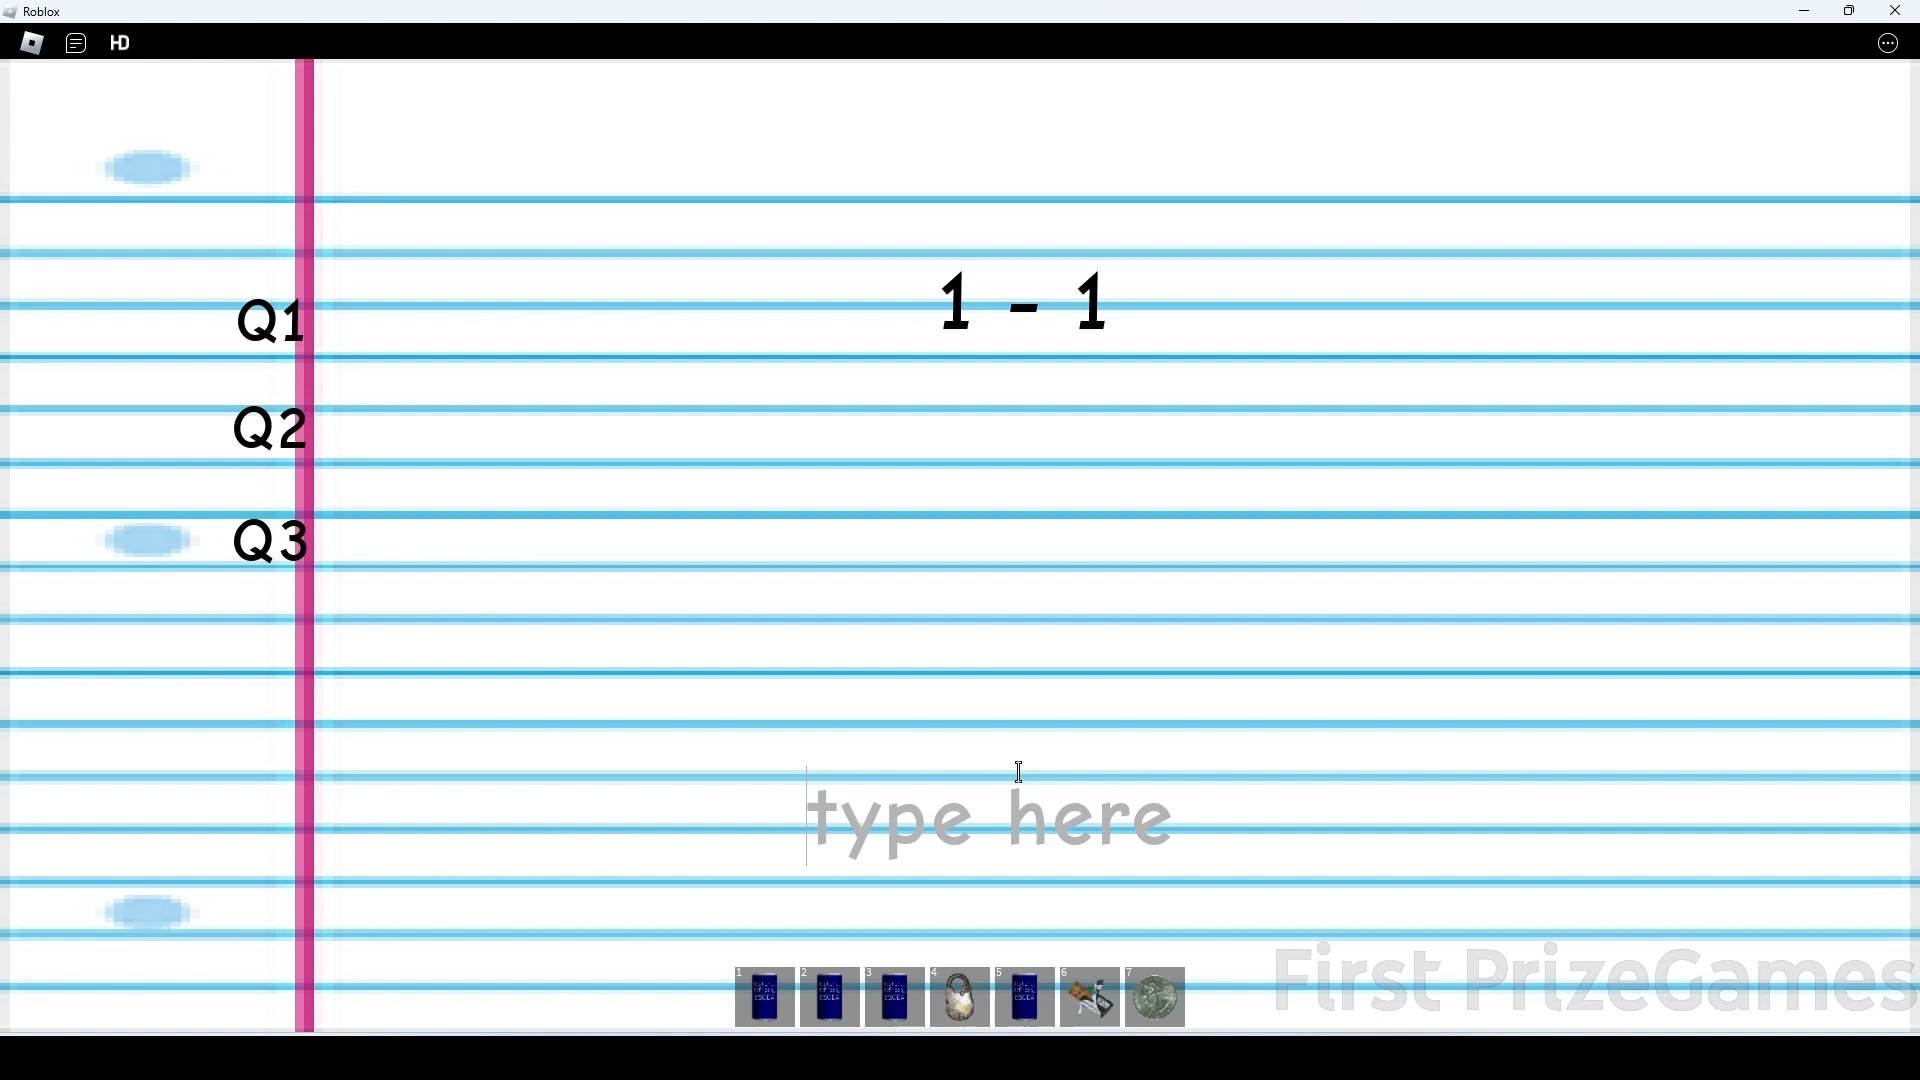 Roblox
HD
1 - 1
Q1
Q2
Q3
type here
First PrizeGames
1 2 3 4 5 6 7